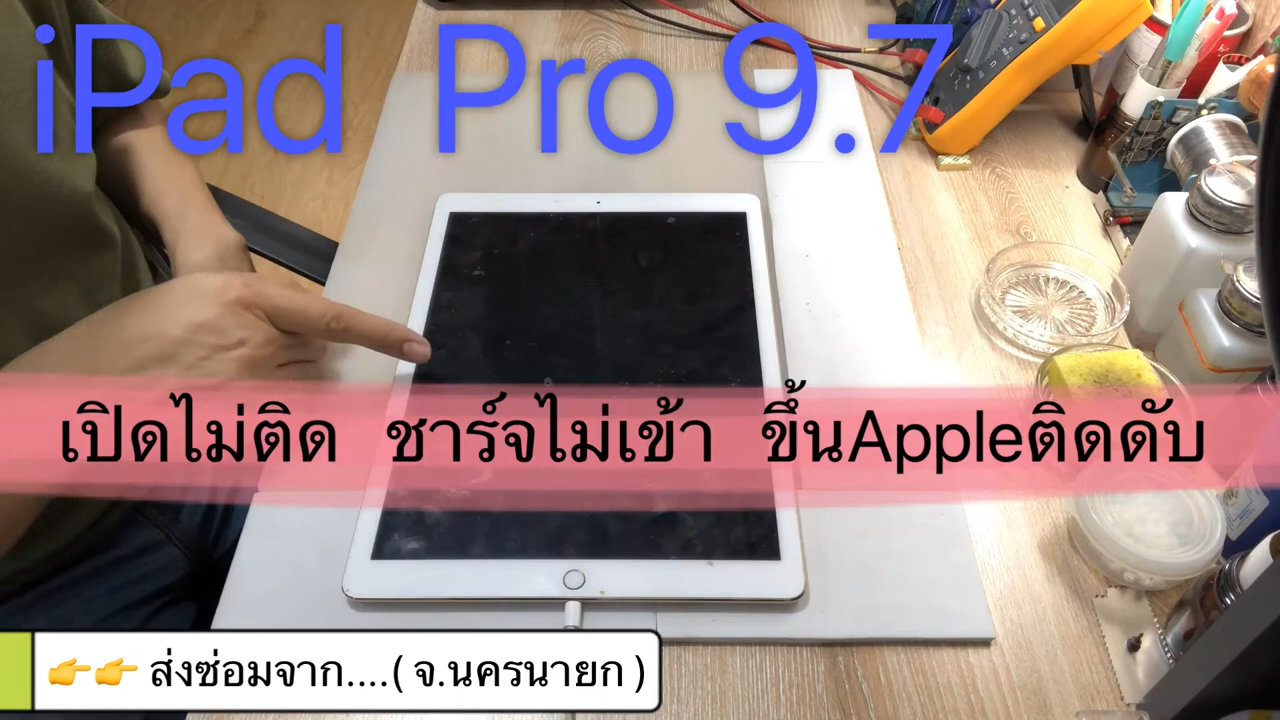 iPad Pro 9.7
เปิดไม่ติด ชาร์จไม่เข้า ขึ้นAppleติดดับ
👉👉 ส่งซ่อมจาก....( จ.นครนายก )